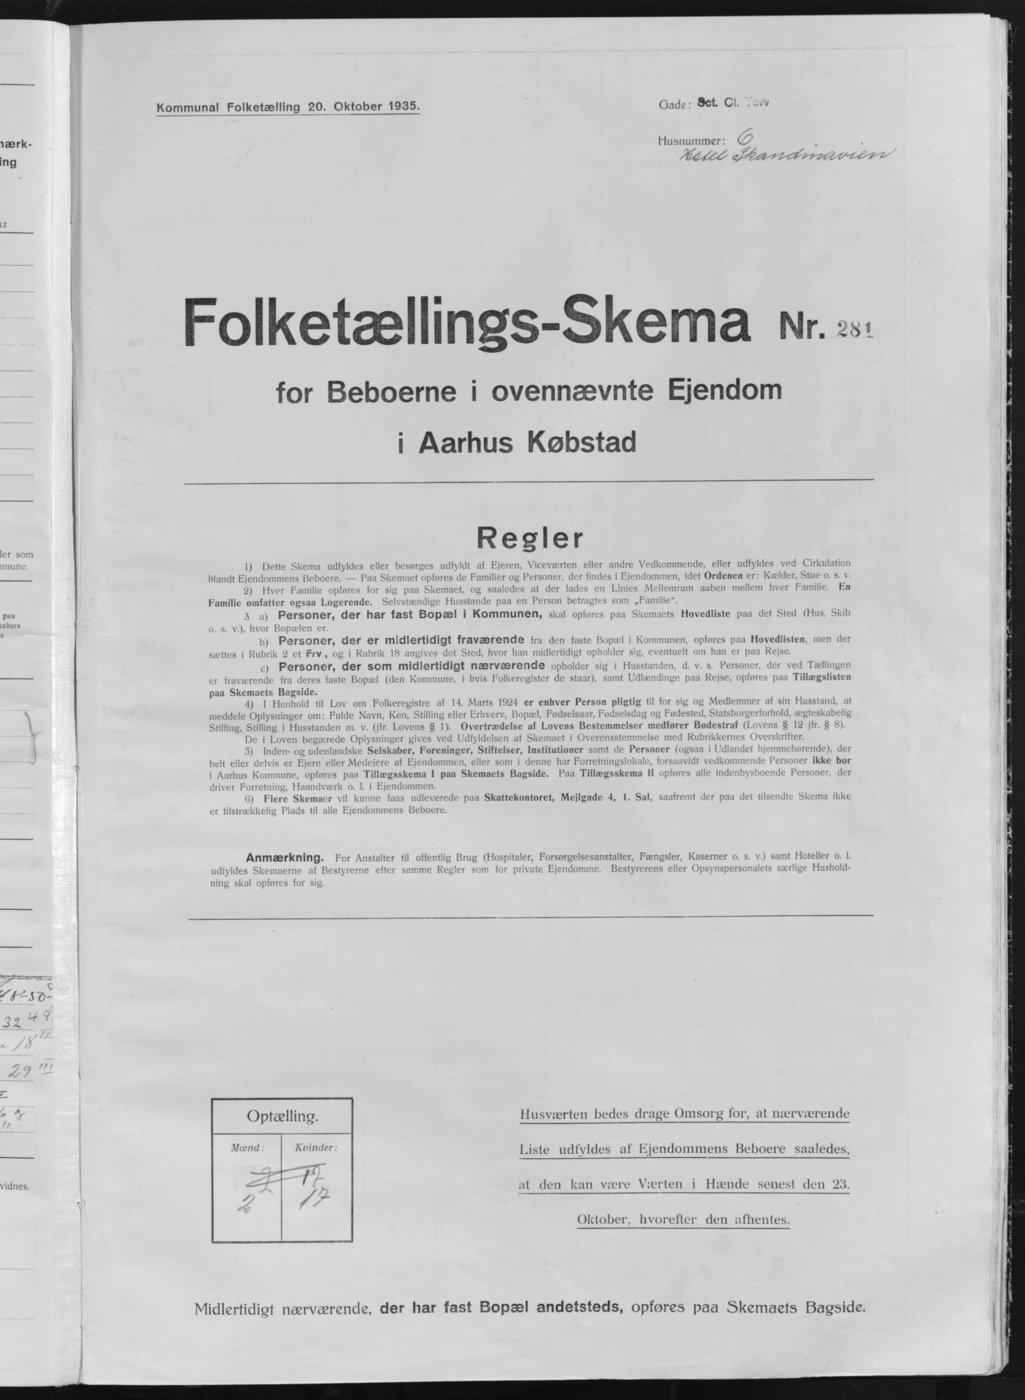 Kommunal Folketælling 20. Oktober 1935.
Gade: Sct. Cl. Torv
Husnummer: 6
Hotel Skandinavien
Folketællings-Skema Nr. 281
for Beboerne i ovennævnte Ejendom
i Aarhus Købstad
Regler
1) Dette Skema udfyldes eller besørges udfyldt af Ejeren, Viceværten eller andre Vedkommende, eller udfyldes ved Cirkulation
blandt Ejendommens Beboere. — Paa Skemaet opføres de Familier og Personer, der findes i Ejendommen, idet Ordenen er: Kælder, Stue o. s. v.
2) Hver Familie opføres for sig paa Skemaet, og saaledes at der lades en Linies Mellemrum aaben mellem hver Familie. En
Familie omfatter ogsaa Logerende. Selvstændige Husstande paa en Person betragtes som „Familie“.
3 a) Personer, der har fast Bopæl i Kommunen, skal opføres paa Skemaets Hovedliste paa det Sted (Hus, Skib
o. s. v.), hvor Bopælen er.
b) Personer, der er midlertidigt fraværende fra den faste Bopæl i Kommunen, opføres paa Hovedlisten, men der
sættes i Rubrik 2 et Frv, og i Rubrik 18 angives det Sted, hvor han midlertidigt opholder sig, eventuelt om han er paa Rejse.
c) Personer, der som midlertidigt nærværende opholder sig i Husstanden, d. v. s. Personer, der ved Tællingen
er fraværende fra deres faste Bopæl (den Kommune, i hvis Folkeregister de staar), samt Udlændinge paa Rejse, opføres paa Tillægslisten
paa Skemaets Bagside.
4) I Henhold til Lov om Folkeregistre af 14. Marts 1924 er enhver Person pligtig til for sig og Medlemmer af sin Husstand, at
meddele Oplysninger om: Fulde Navn, Køn, Stilling eller Erhverv, Bopæl, Fødselsaar, Fødselsdag og Fødested, Statsborgerforhold, ægteskabelig
Stilling, Stilling i Husstanden m. v. (jfr. Lovens § 1). Overtrædelse af Lovens Bestemmelser medfører Bødestraf (Lovens § 12 jfr. § 8).
De i Loven begærede Oplysninger gives ved Udfyldelsen af Skemaet i Overensstemmelse med Rubrikkernes Overskrifter.
5) Inden- og udenlandske Selskaber, Foreninger, Stiftelser, Institutioner samt de Personer (ogsaa i Udlandet hjemmehørende), der
helt eller delvis er Ejere eller Medejere af Ejendommen, eller som i denne har Forretningslokale, forsaavidt vedkommende Personer ikke bor
i Aarhus Kommune, opføres paa Tillægsskema I paa Skemaets Bagside. Paa Tillægsskema II opføres alle indenbysboende Personer, der
driver Forretning, Haandværk o. l. i Ejendommen.
6) Flere Skemaer vil kunne faas udleverede paa Skattekontoret, Mejlgade 4, 1. Sal, saafremt der paa det tilsendte Skema ikke
er tilstrækkelig Plads til alle Ejendommens Beboere.
Anmærkning. For Anstalter til offentlig Brug (Hospitaler, Forsørgelsesanstalter, Fængsler, Kaserner o. s. v.) samt Hoteller o. l.
udfyldes Skemaerne af Bestyrerne efter samme Regler som for private Ejendomme. Bestyrerens eller Opsynspersonalets særlige Hushold-
ning skal opføres for sig.
Optælling.
Mænd: Kvinder:
2 17
2 17
Husværten bedes drage Omsorg for, at nærværende
Liste udfyldes af Ejendommens Beboere saaledes,
at den kan være Værten i Hænde senest den 23.
Oktober, hvorefter den afhentes.
Midlertidigt nærværende, der har fast Bopæl andetsteds, opføres paa Skemaets Bagside.